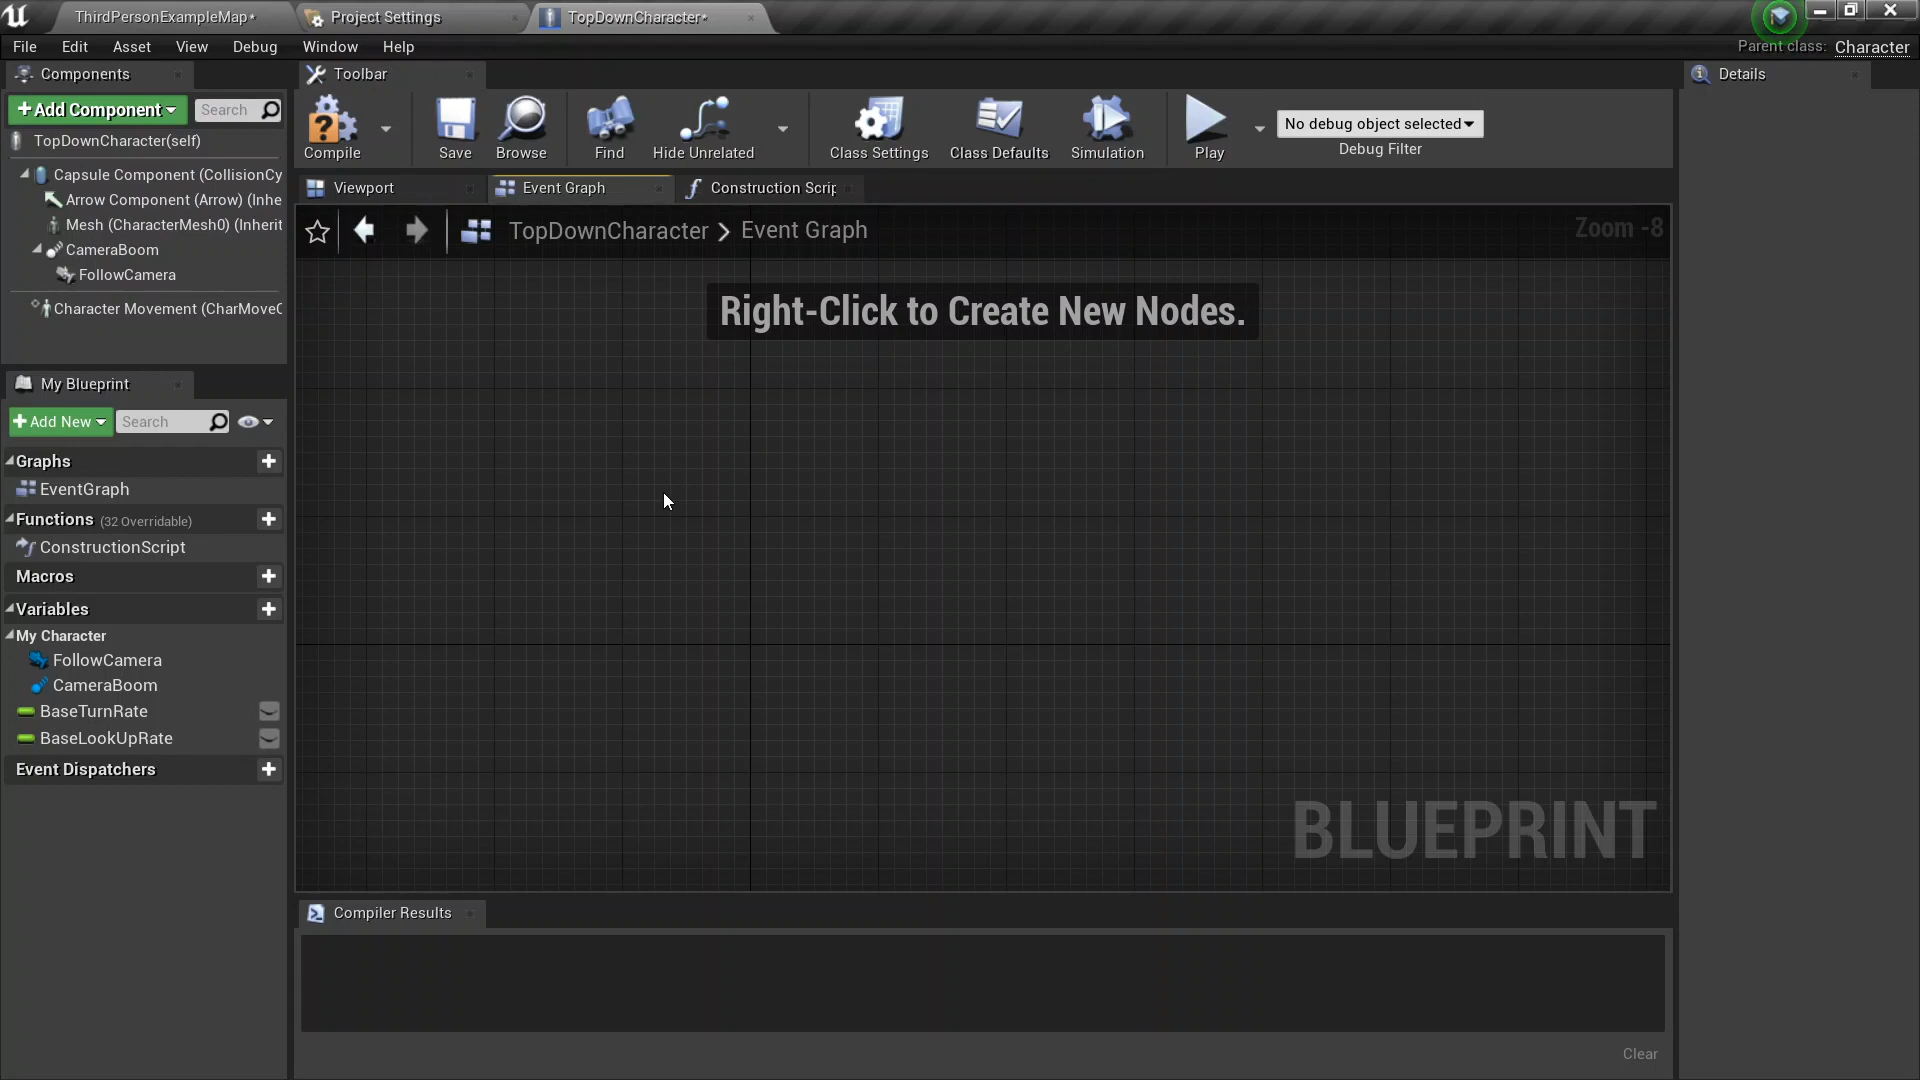 ThirdPersonExampleMap*
Project Settings
TopDownCharacter*
File Edit Asset View Debug Window Help
Parent class: Character
Components
Toolbar
Details
+Add Component
Search
TopDownCharacter(self)
Capsule Component (CollisionCy
Arrow Component (Arrow) (Inhe
Mesh (CharacterMesh0) (Inherit
CameraBoom
FollowCamera
Character Movement (CharMoveC
Compile
Save
Browse
Find
Hide Unrelated
Class Settings
Class Defaults
Simulation
Play
No debug object selected
Debug Filter
Viewport
Event Graph
Construction Scrip
TopDownCharacter > Event Graph
Zoom -8
Right-Click to Create New Nodes.
My Blueprint
+Add New
Search
Graphs
EventGraph
Functions (32 Overridable)
ConstructionScript
Macros
Variables
My Character
FollowCamera
CameraBoom
BaseTurnRate
BaseLookUpRate
Event Dispatchers
BLUEPRINT
Compiler Results
Clear